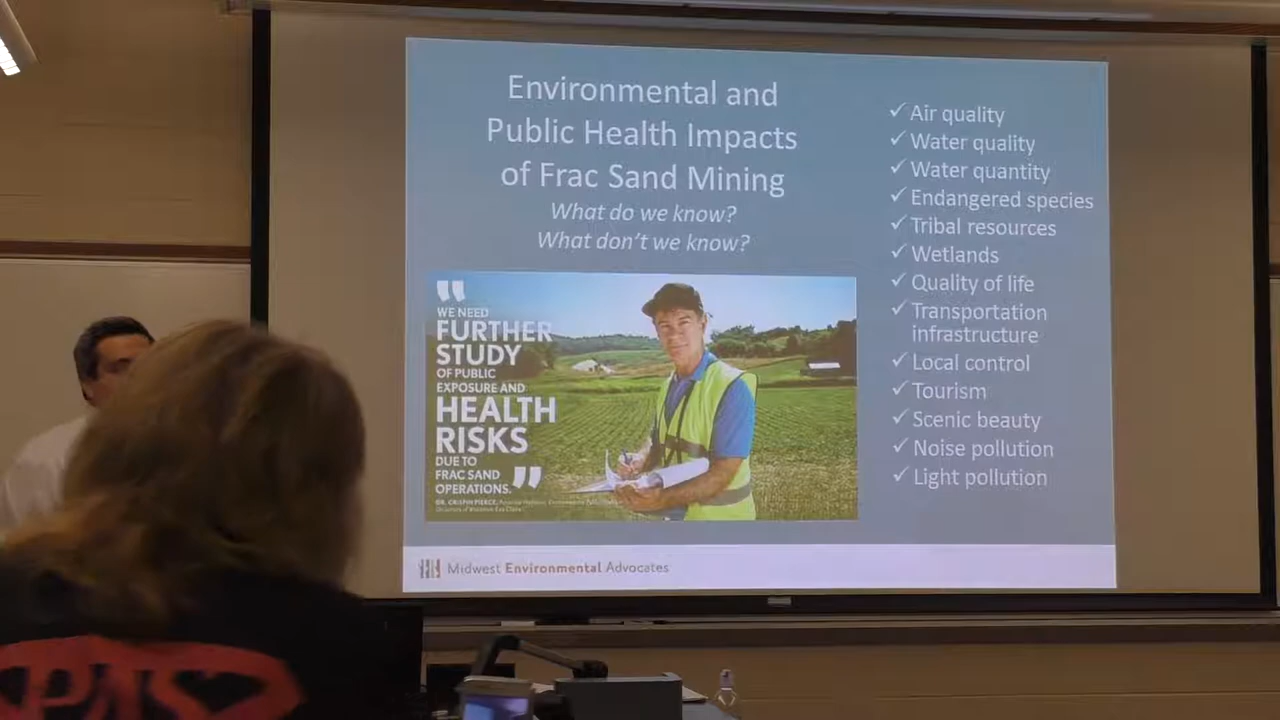 Environmental and
Public Health Impacts
of Frac Sand Mining
What do we know?
What don't we know?
WE NEED
FURTHER
STUDY
OF PUBLIC
EXPOSURE AND
HEALTH
RISKS
DUE TO
FRAC SAND
OPERATIONS.
DR. CRISPIN PIERCE,
✓ Air quality
✓ Water quality
✓ Water quantity
✓ Endangered species
✓ Tribal resources
✓ Wetlands
✓ Quality of life
✓ Transportation
infrastructure
✓ Local control
✓ Tourism
✓ Scenic beauty
✓ Noise pollution
✓ Light pollution
Midwest Environmental Advocates